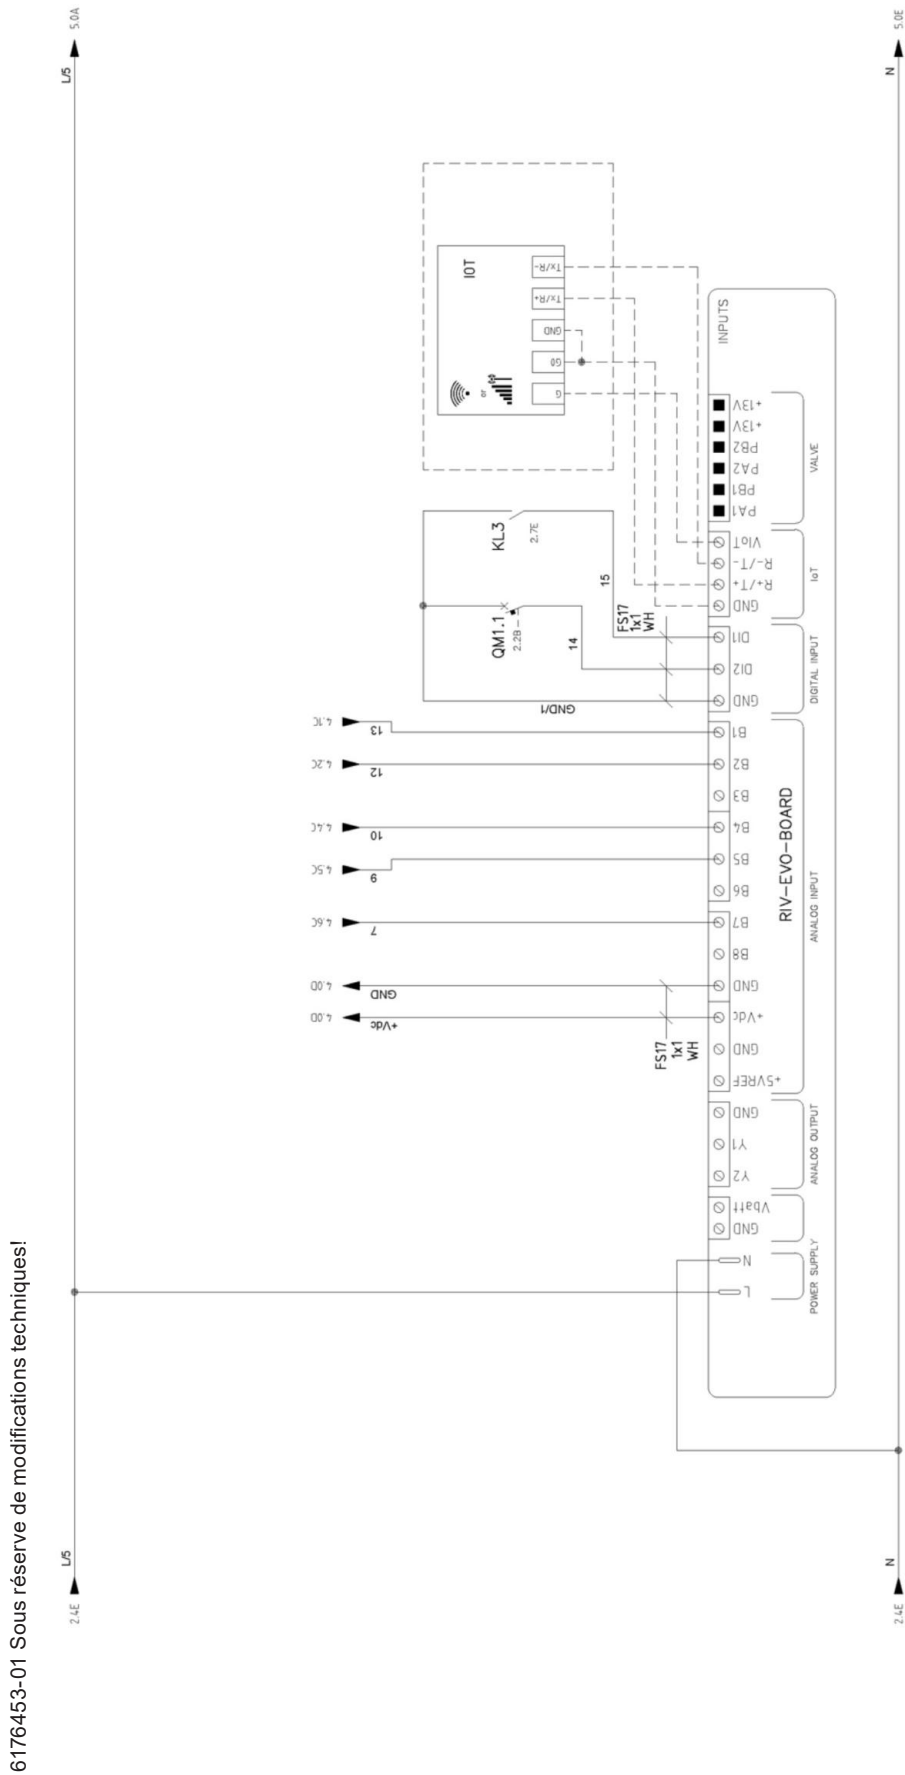 6176453-01 Sous réserve de modifications techniques!
2.4E
L/5
L/5
5.0A
2.4E
N
N
5.0E
IOT
or
G
G0
GND
Tx/R+
Tx/R-
KL3
2.7E
15
QM1.1
2.2B
14
FS17
1x1
WH
GND/1
4.1C
13
4.2C
12
4.4C
10
4.5C
9
4.6C
7
4.0D
GND
4.0D
+Vdc
FS17
1x1
WH
INPUTS
RIV-EVO-BOARD
L
N
POWER SUPPLY
GND
Vbatt
Y2
Y1
GND
ANALOG OUTPUT
+5VREF
GND
+Vdc
GND
B8
B7
B6
B5
B4
B3
B2
B1
ANALOG INPUT
GND
DI2
DI1
DIGITAL INPUT
GND
R+/T+
R-/T-
VIoT
IoT
PA1
PB1
PA2
PB2
+13V
+13V
VALVE